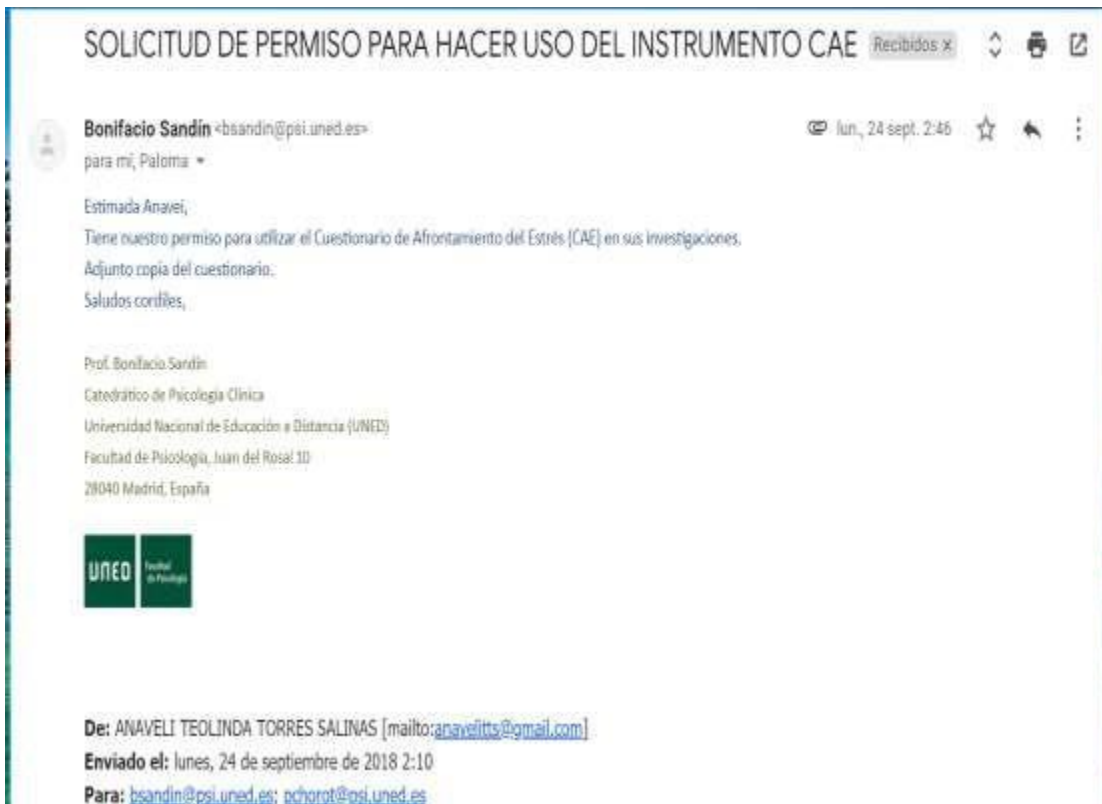 SOLICITUD DE PERMISO PARA HACER USO DEL INSTRUMENTO CAE Recibidos x
Bonifacio Sandín <bsandin@psi.uned.es> lun., 24 sept. 2:46
para mí, Paloma
Estimada Anavei,
Tiene nuestro permiso para utilizar el Cuestionario de Afrontamiento del Estrés (CAE) en sus investigaciones.
Adjunto copia del cuestionario.
Saludos cordiles,
Prof. Bonifacio Sandín
Catedrático de Psicología Clínica
Universidad Nacional de Educación a Distancia (UNED)
Facultad de Psicología, Juan del Rosal 10
28040 Madrid, España
UNED Facultad
de Psicología
De: ANAVELI TEOLINDA TORRES SALINAS [mailto:anavelitts@gmail.com]
Enviado el: lunes, 24 de septiembre de 2018 2:10
Para: bsandin@psi.uned.es; pchorot@psi.uned.es